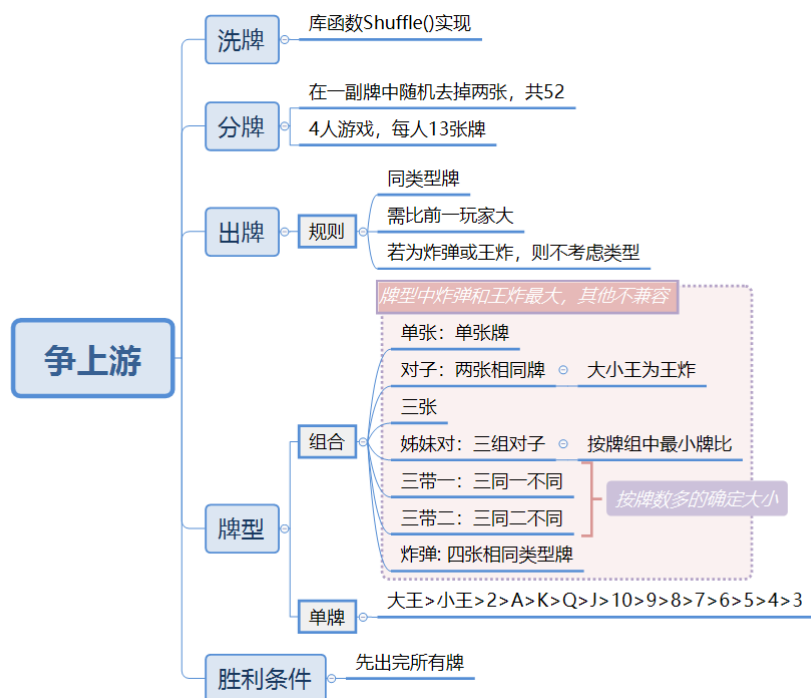 争上游
洗牌
库函数Shuffle()实现
分牌
在一副牌中随机去掉两张，共52
4人游戏，每人13张牌
出牌
规则
同类型牌
需比前一玩家大
若为炸弹或王炸，则不考虑类型
牌型
组合
牌型中炸弹和王炸最大，其他不兼容
单张：单张牌
对子：两张相同牌
大小王为王炸
三张
姊妹对：三组对子
按牌组中最小牌比
三带一：三同一不同
三带二：三同二不同
按牌数多的确定大小
炸弹: 四张相同类型牌
单牌
大王>小王>2>A>K>Q>J>10>9>8>7>6>5>4>3
胜利条件
先出完所有牌